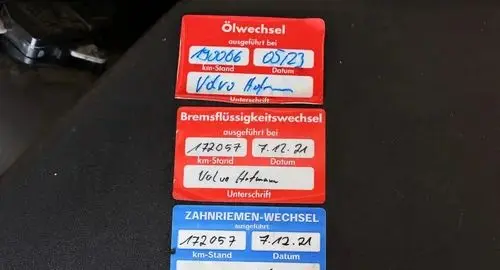 Ölwechsel
ausgeführt bei
190006 05/23
km-Stand Datum
Volvo Hofmann
Unterschrift
Bremsflüssigkeitswechsel
ausgeführt bei
172057 7.12.21
km-Stand Datum
Volvo Hofmann
Unterschrift
ZAHNRIEMEN-WECHSEL
ausgeführt
172057 7.12.21
km-Stand Datum